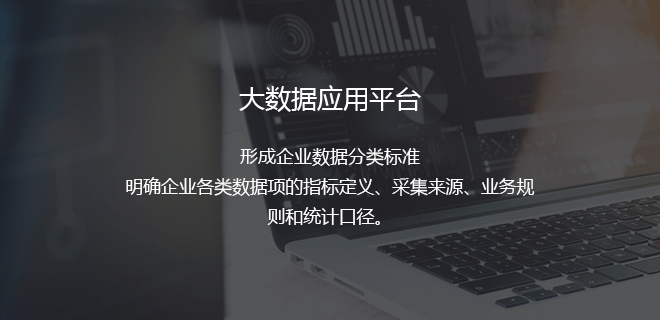 大数据应用平台
形成企业数据分类标准
明确企业各类数据项的指标定义、采集来源、业务规
则和统计口径。